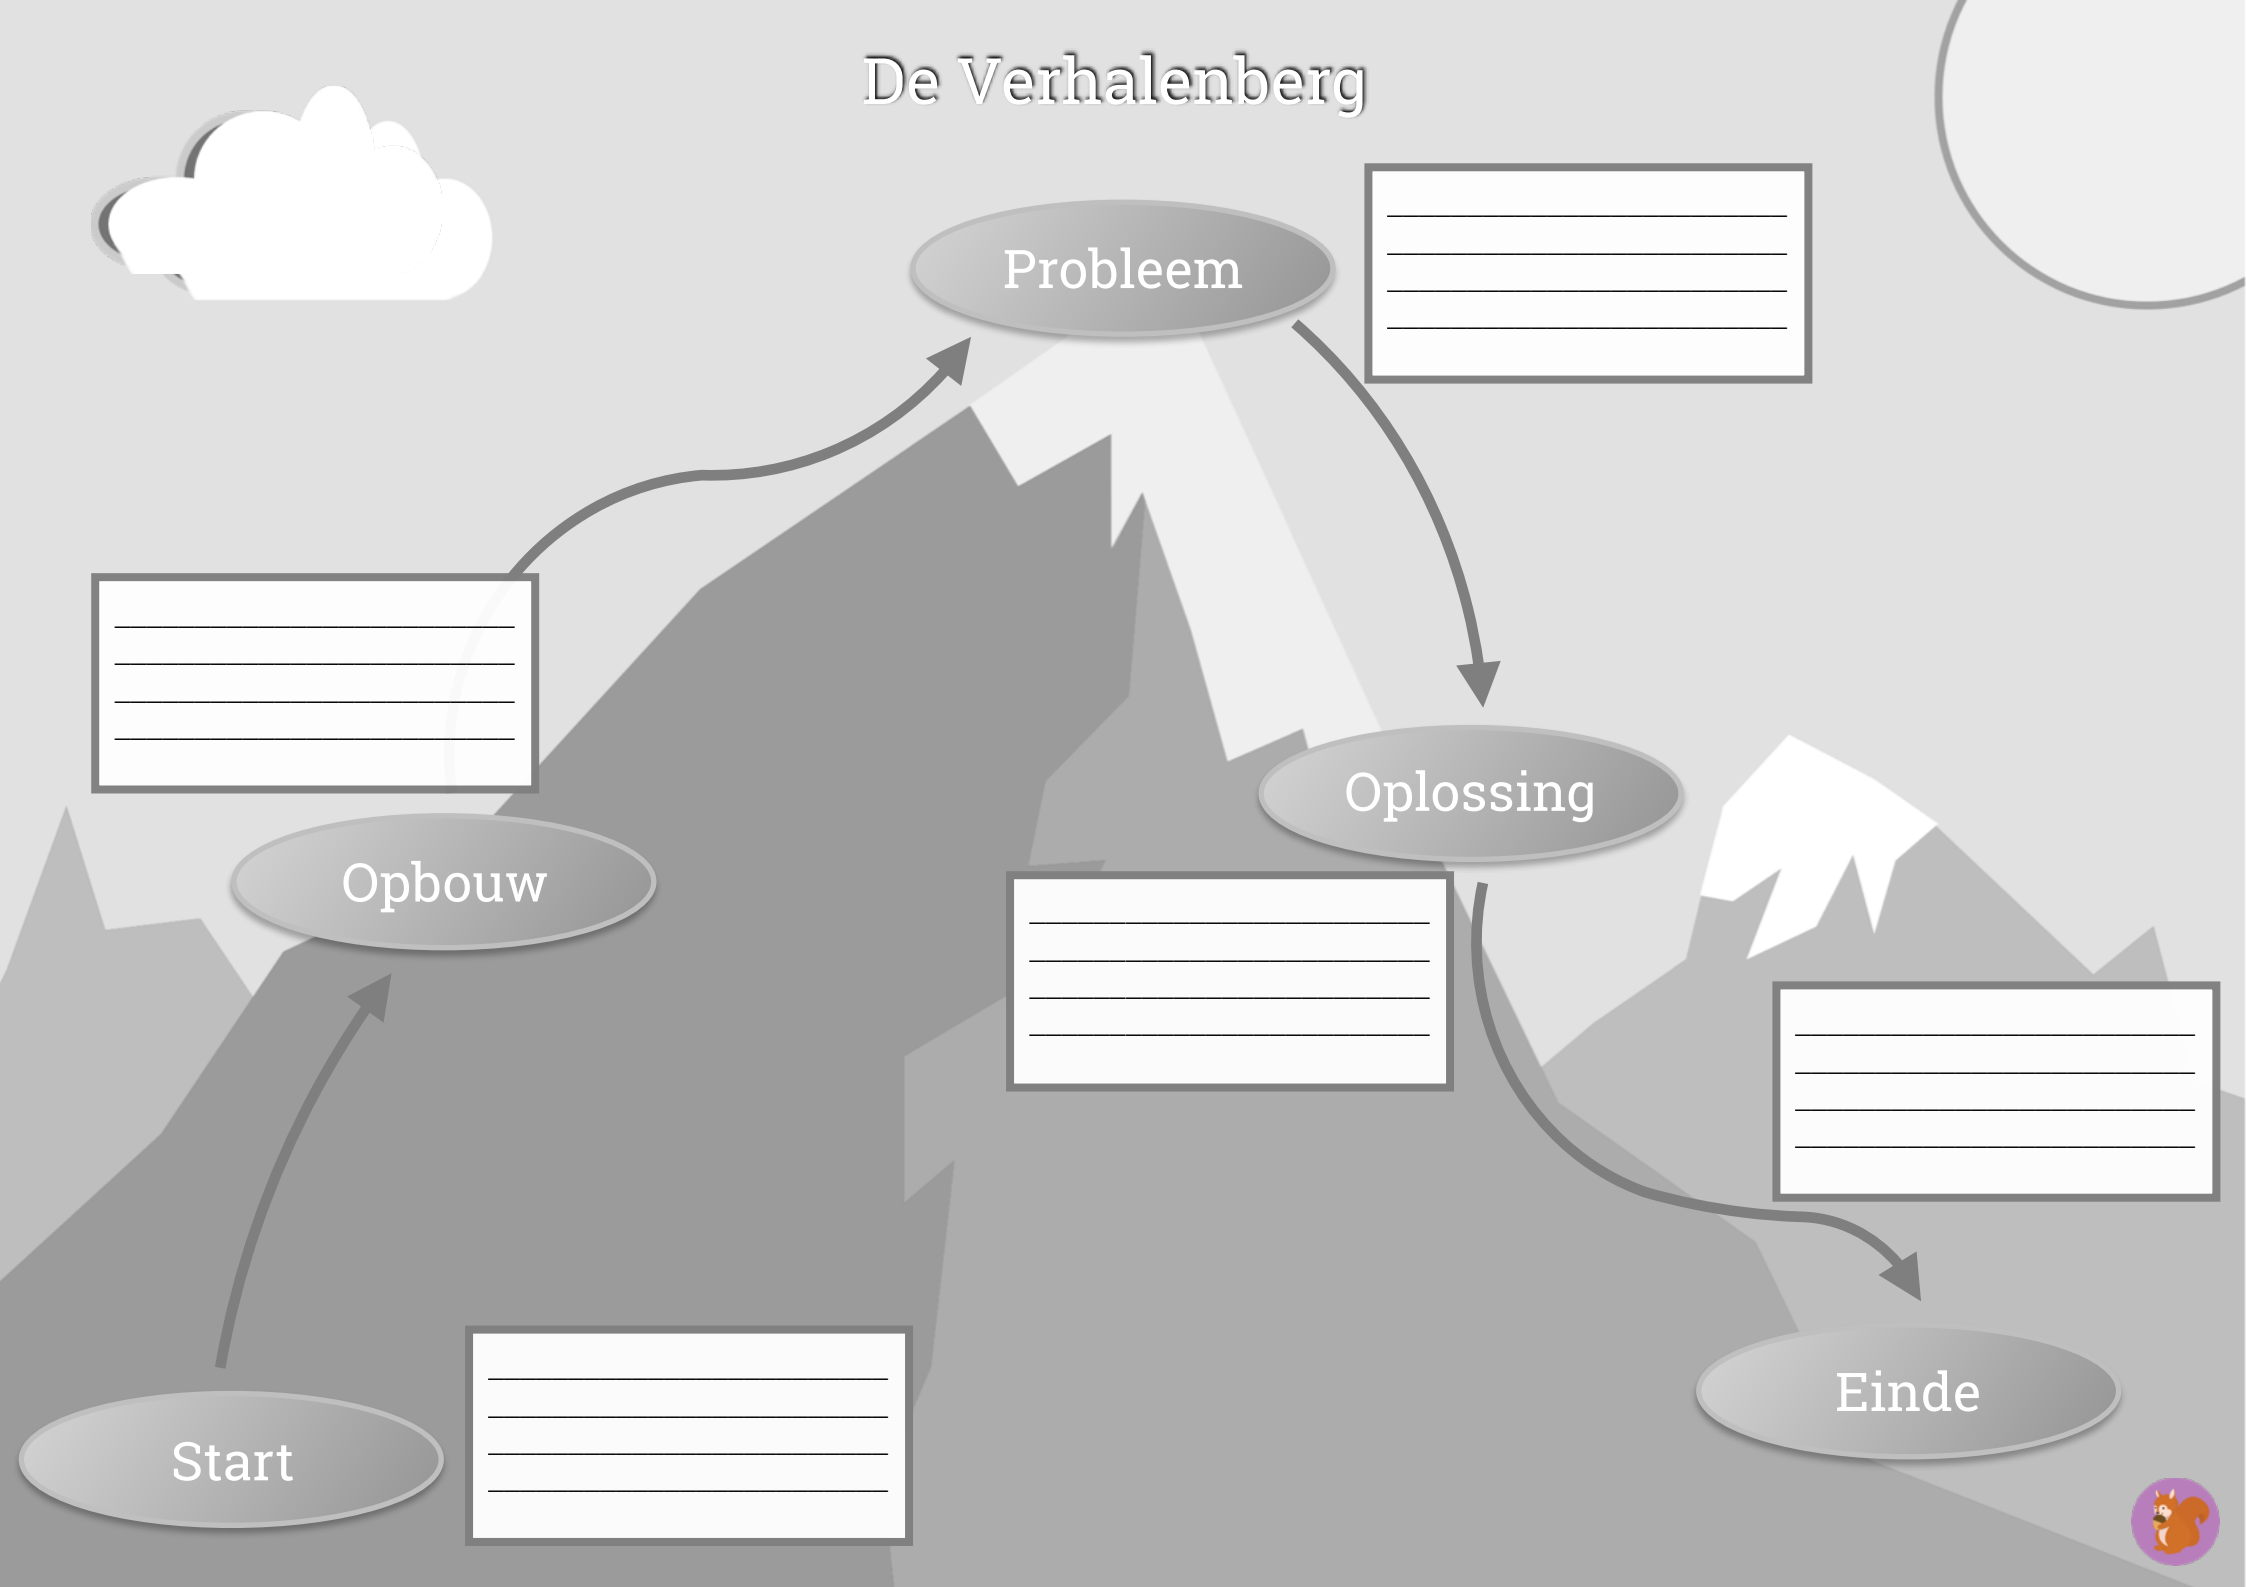 De Verhalenberg
Probleem
Oplossing
Opbouw
Einde
Start